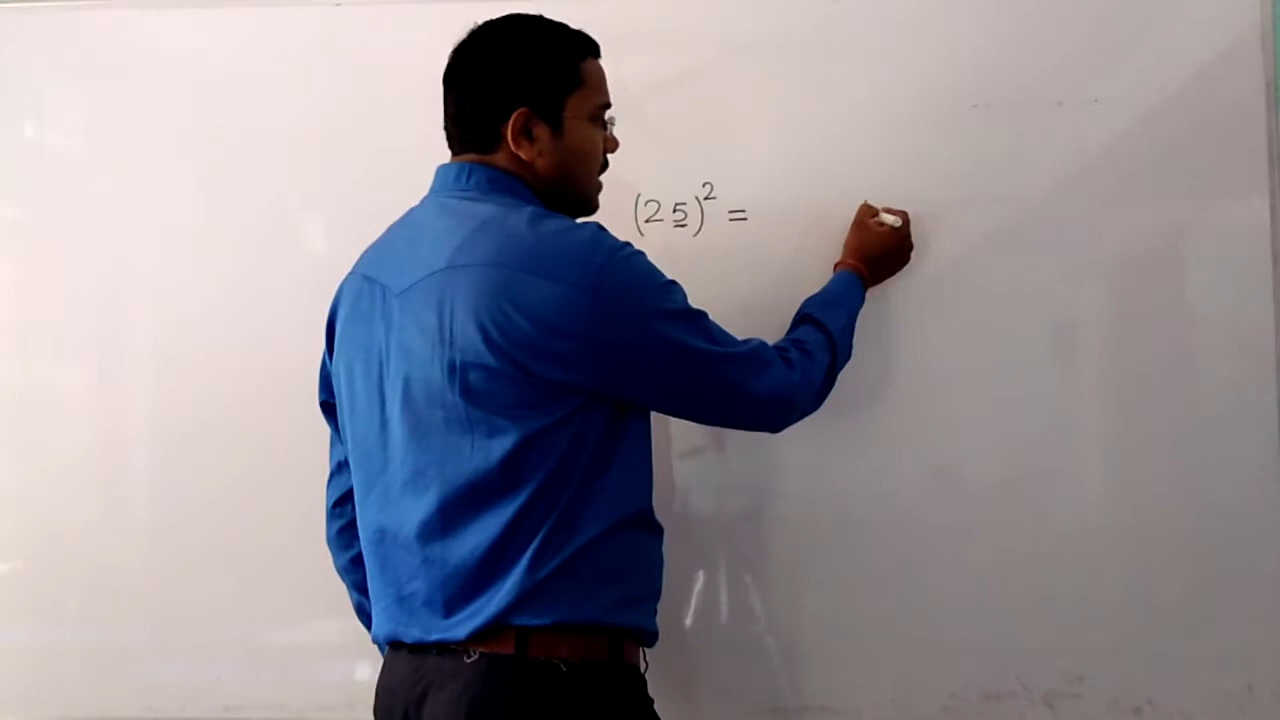 (25)² =